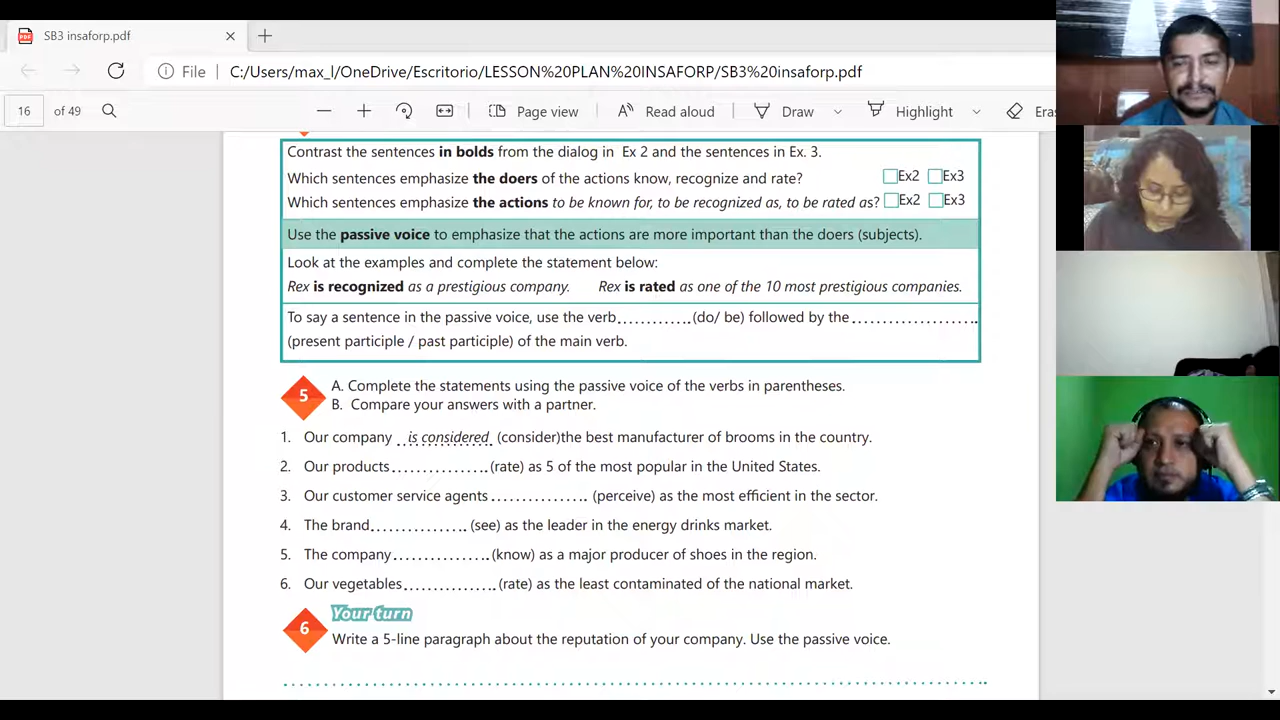 SB3 insaforp.pdf
File C:/Users/max_l/OneDrive/Escritorio/LESSON%20PLAN%20INSAFORP/SB3%20insaforp.pdf
16 of 49 Page view Read aloud Draw Highlight Eras
Contrast the sentences in bolds from the dialog in Ex 2 and the sentences in Ex. 3.
Which sentences emphasize the doers of the actions know, recognize and rate? Ex2 Ex3
Which sentences emphasize the actions to be known for, to be recognized as, to be rated as? Ex2 Ex3
Use the passive voice to emphasize that the actions are more important than the doers (subjects).
Look at the examples and complete the statement below:
Rex is recognized as a prestigious company. Rex is rated as one of the 10 most prestigious companies.
To say a sentence in the passive voice, use the verb............(do/ be) followed by the.....................
(present participle / past participle) of the main verb.
5 A. Complete the statements using the passive voice of the verbs in parentheses.
B. Compare your answers with a partner.
1. Our company ..is considered. (consider)the best manufacturer of brooms in the country.
2. Our products................(rate) as 5 of the most popular in the United States.
3. Our customer service agents............... (perceive) as the most efficient in the sector.
4. The brand............... (see) as the leader in the energy drinks market.
5. The company...............(know) as a major producer of shoes in the region.
6. Our vegetables...............(rate) as the least contaminated of the national market.
Your turn
6 Write a 5-line paragraph about the reputation of your company. Use the passive voice.